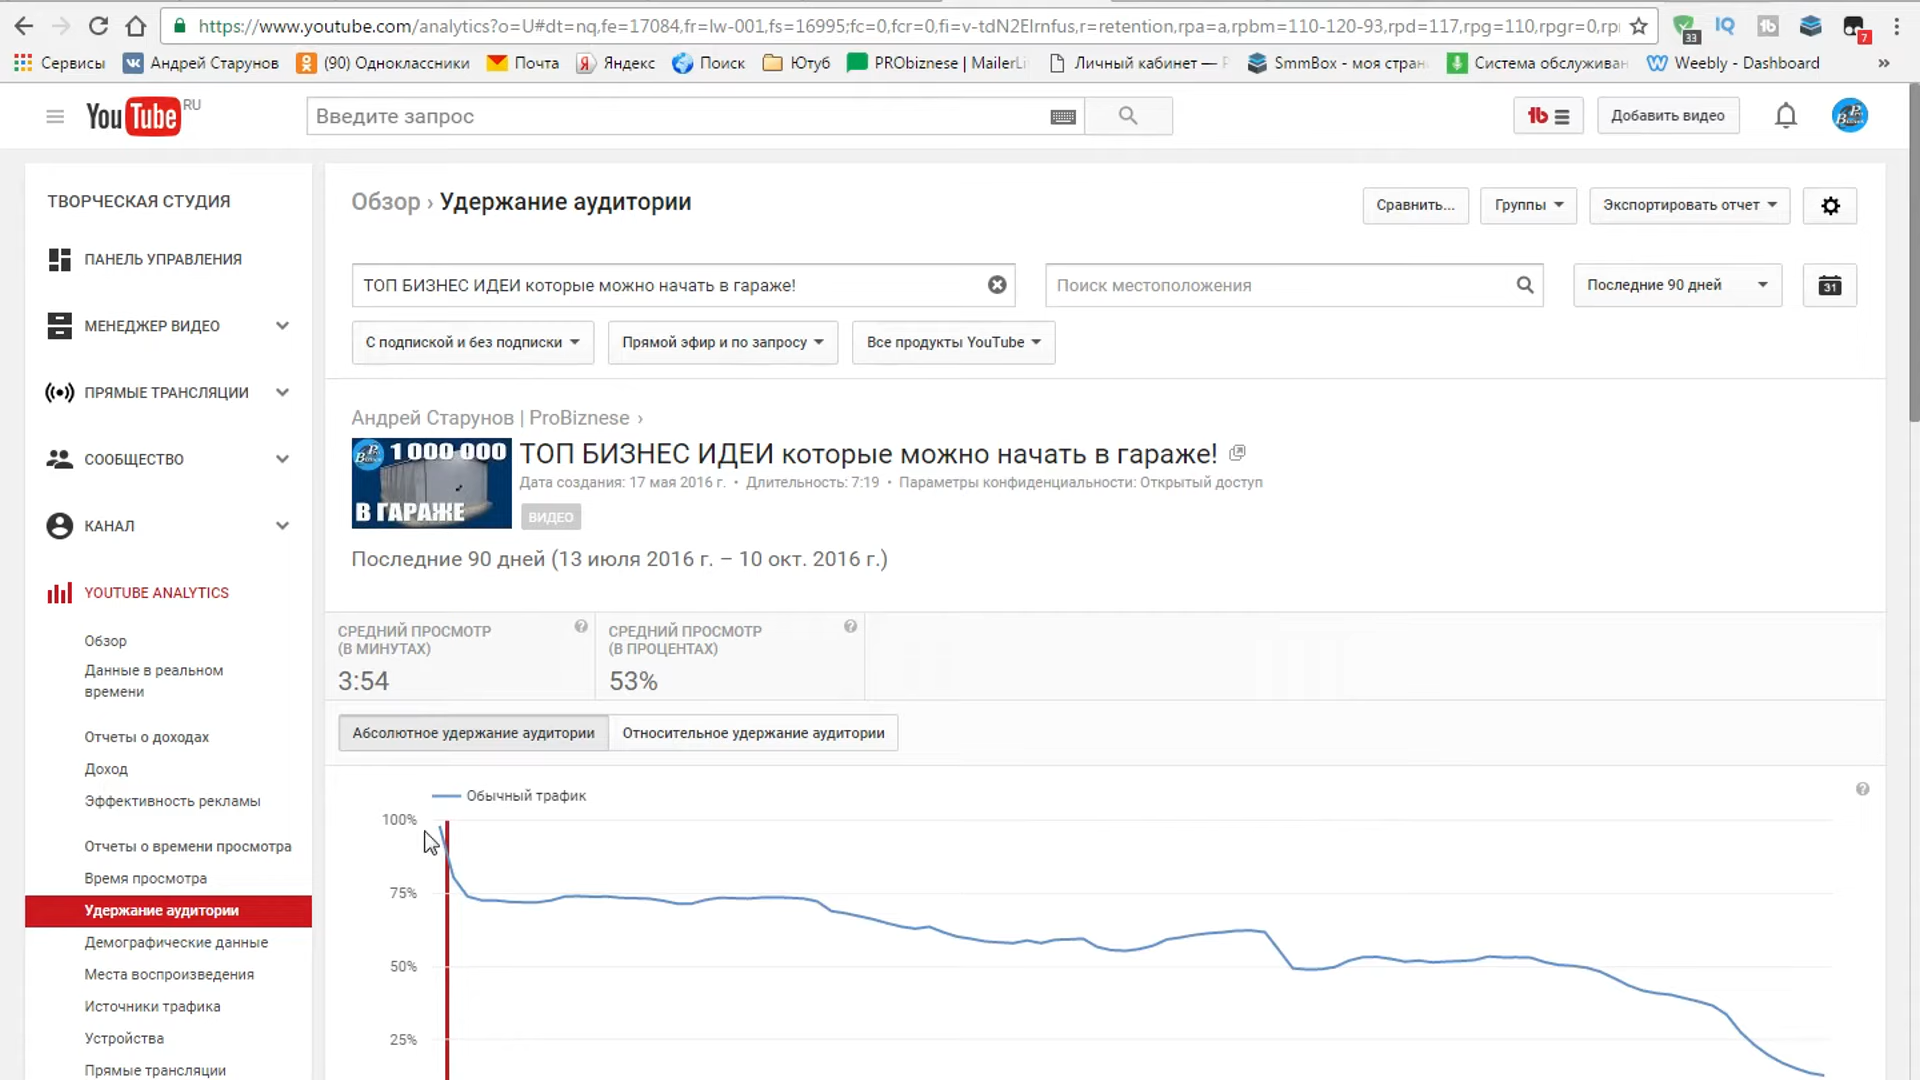 https://www.youtube.com/analytics?o=U#dt=nq,fe=17084,fr=lw-001,fs=16995;fc=0,fcr=0,fi=v-tdN2EIrnfus,r=retention,rpa=a,rpbm=110-120-93,rpd=117,rpg=110,rpgr=0,rp
33
IQ
tb
7
Сервисы
Андрей Старунов
(90) Одноклассники
Почта
Яндекс
Поиск
Ютуб
PRObiznese | MailerLi
Личный кабинет —
SmmBox - моя стран
Система обслуживан
Weebly - Dashboard
»
YouTube RU
Введите запрос
tb
Добавить видео
ТВОРЧЕСКАЯ СТУДИЯ
ПАНЕЛЬ УПРАВЛЕНИЯ
МЕНЕДЖЕР ВИДЕО
ПРЯМЫЕ ТРАНСЛЯЦИИ
СООБЩЕСТВО
КАНАЛ
YOUTUBE ANALYTICS
Обзор
Данные в реальном
времени
Отчеты о доходах
Доход
Эффективность рекламы
Отчеты о времени просмотра
Время просмотра
Удержание аудитории
Демографические данные
Места воспроизведения
Источники трафика
Устройства
Прямые трансляции
Обзор › Удержание аудитории
Сравнить...
Группы
Экспортировать отчет
ТОП БИЗНЕС ИДЕИ которые можно начать в гараже!
Поиск местоположения
Последние 90 дней
31
С подпиской и без подписки
Прямой эфир и по запросу
Все продукты YouTube
Андрей Старунов | ProBiznese ›
1 000 000
В ГАРАЖЕ
ТОП БИЗНЕС ИДЕИ которые можно начать в гараже!
Дата создания: 17 мая 2016 г. • Длительность: 7:19 • Параметры конфиденциальности: Открытый доступ
ВИДЕО
Последние 90 дней (13 июля 2016 г. – 10 окт. 2016 г.)
СРЕДНИЙ ПРОСМОТР
(В МИНУТАХ)
?
3:54
СРЕДНИЙ ПРОСМОТР
(В ПРОЦЕНТАХ)
?
53%
Абсолютное удержание аудитории
Относительное удержание аудитории
Обычный трафик
?
100%
75%
50%
25%